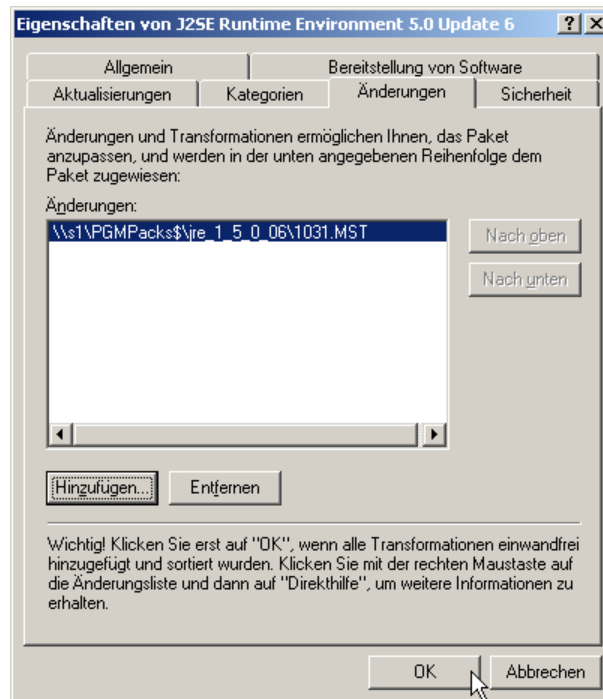 Eigenschaften von J2SE Runtime Environment 5.0 Update 6
Allgemein
Bereitstellung von Software
Aktualisierungen
Kategorien
Änderungen
Sicherheit
Änderungen und Transformationen ermöglichen Ihnen, das Paket
anzupassen, und werden in der unten angegebenen Reihenfolge dem
Paket zugewiesen:
Änderungen:
\\s1\PGMPacks$\jre_1_5_0_06\1031.MST
Nach oben
Nach unten
Hinzufügen...
Entfernen
Wichtig! Klicken Sie erst auf "OK", wenn alle Transformationen einwandfrei
hinzugefügt und sortiert wurden. Klicken Sie mit der rechten Maustaste auf
die Änderungsliste und dann auf "Direkthilfe", um weitere Informationen zu
erhalten.
OK
Abbrechen